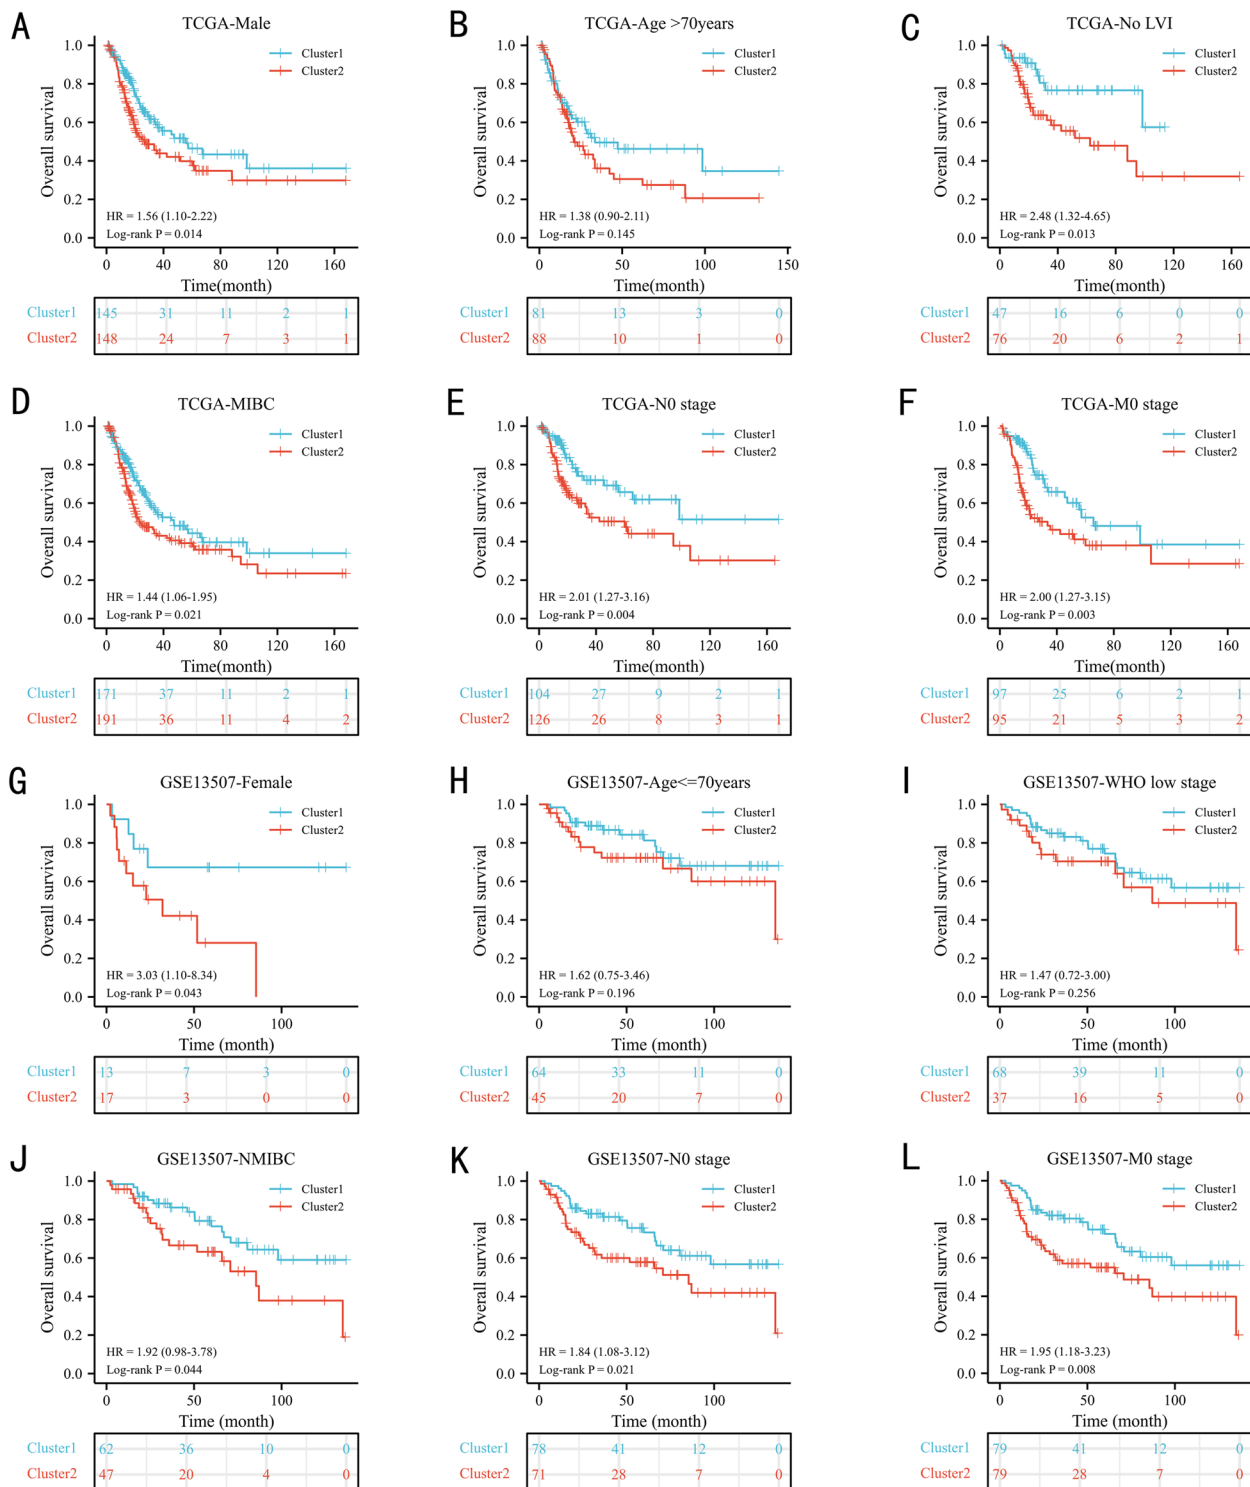 A
TCGA-Male
Overall survival
1.0
0.8
0.6
0.4
0.2
0.0
Cluster1
Cluster2
HR = 1.56 (1.10-2.22)
Log-rank P = 0.014
0 40 80 120 160
Time(month)
Cluster1 145 31 11 2 1
Cluster2 148 24 7 3 1
B
TCGA-Age >70years
Overall survival
1.0
0.8
0.6
0.4
0.2
0.0
Cluster1
Cluster2
HR = 1.38 (0.90-2.11)
Log-rank P = 0.145
0 50 100 150
Time(month)
Cluster1 81 13 3 0
Cluster2 88 10 1 0
C
TCGA-No LVI
Overall survival
1.0
0.8
0.6
0.4
0.2
0.0
Cluster1
Cluster2
HR = 2.48 (1.32-4.65)
Log-rank P = 0.013
0 40 80 120 160
Time(month)
Cluster1 47 16 6 0 0
Cluster2 76 20 6 2 1
D
TCGA-MIBC
Overall survival
1.0
0.8
0.6
0.4
0.2
0.0
Cluster1
Cluster2
HR = 1.44 (1.06-1.95)
Log-rank P = 0.021
0 40 80 120 160
Time(month)
Cluster1 171 37 11 2 1
Cluster2 191 36 11 4 2
E
TCGA-N0 stage
Overall survival
1.0
0.8
0.6
0.4
0.2
0.0
Cluster1
Cluster2
HR = 2.01 (1.27-3.16)
Log-rank P = 0.004
0 40 80 120 160
Time(month)
Cluster1 104 27 9 2 1
Cluster2 126 26 8 3 1
F
TCGA-M0 stage
Overall survival
1.0
0.8
0.6
0.4
0.2
0.0
Cluster1
Cluster2
HR = 2.00 (1.27-3.15)
Log-rank P = 0.003
0 40 80 120 160
Time(month)
Cluster1 97 25 6 2 1
Cluster2 95 21 5 3 2
G
GSE13507-Female
Overall survival
1.0
0.8
0.6
0.4
0.2
0.0
Cluster1
Cluster2
HR = 3.03 (1.10-8.34)
Log-rank P = 0.043
0 50 100
Time (month)
Cluster1 13 7 3 0
Cluster2 17 3 0 0
H
GSE13507-Age<=70years
Overall survival
1.0
0.8
0.6
0.4
0.2
0.0
Cluster1
Cluster2
HR = 1.62 (0.75-3.46)
Log-rank P = 0.196
0 50 100
Time (month)
Cluster1 64 33 11 0
Cluster2 45 20 7 0
I
GSE13507-WHO low stage
Overall survival
1.0
0.8
0.6
0.4
0.2
0.0
Cluster1
Cluster2
HR = 1.47 (0.72-3.00)
Log-rank P = 0.256
0 50 100
Time (month)
Cluster1 68 39 11 0
Cluster2 37 16 5 0
J
GSE13507-NMIBC
Overall survival
1.0
0.8
0.6
0.4
0.2
0.0
Cluster1
Cluster2
HR = 1.92 (0.98-3.78)
Log-rank P = 0.044
0 50 100
Time (month)
Cluster1 62 36 10 0
Cluster2 47 20 4 0
K
GSE13507-N0 stage
Overall survival
1.0
0.8
0.6
0.4
0.2
0.0
Cluster1
Cluster2
HR = 1.84 (1.08-3.12)
Log-rank P = 0.021
0 50 100
Time (month)
Cluster1 78 41 12 0
Cluster2 71 28 7 0
L
GSE13507-M0 stage
Overall survival
1.0
0.8
0.6
0.4
0.2
0.0
Cluster1
Cluster2
HR = 1.95 (1.18-3.23)
Log-rank P = 0.008
0 50 100
Time (month)
Cluster1 79 41 12 0
Cluster2 79 28 7 0